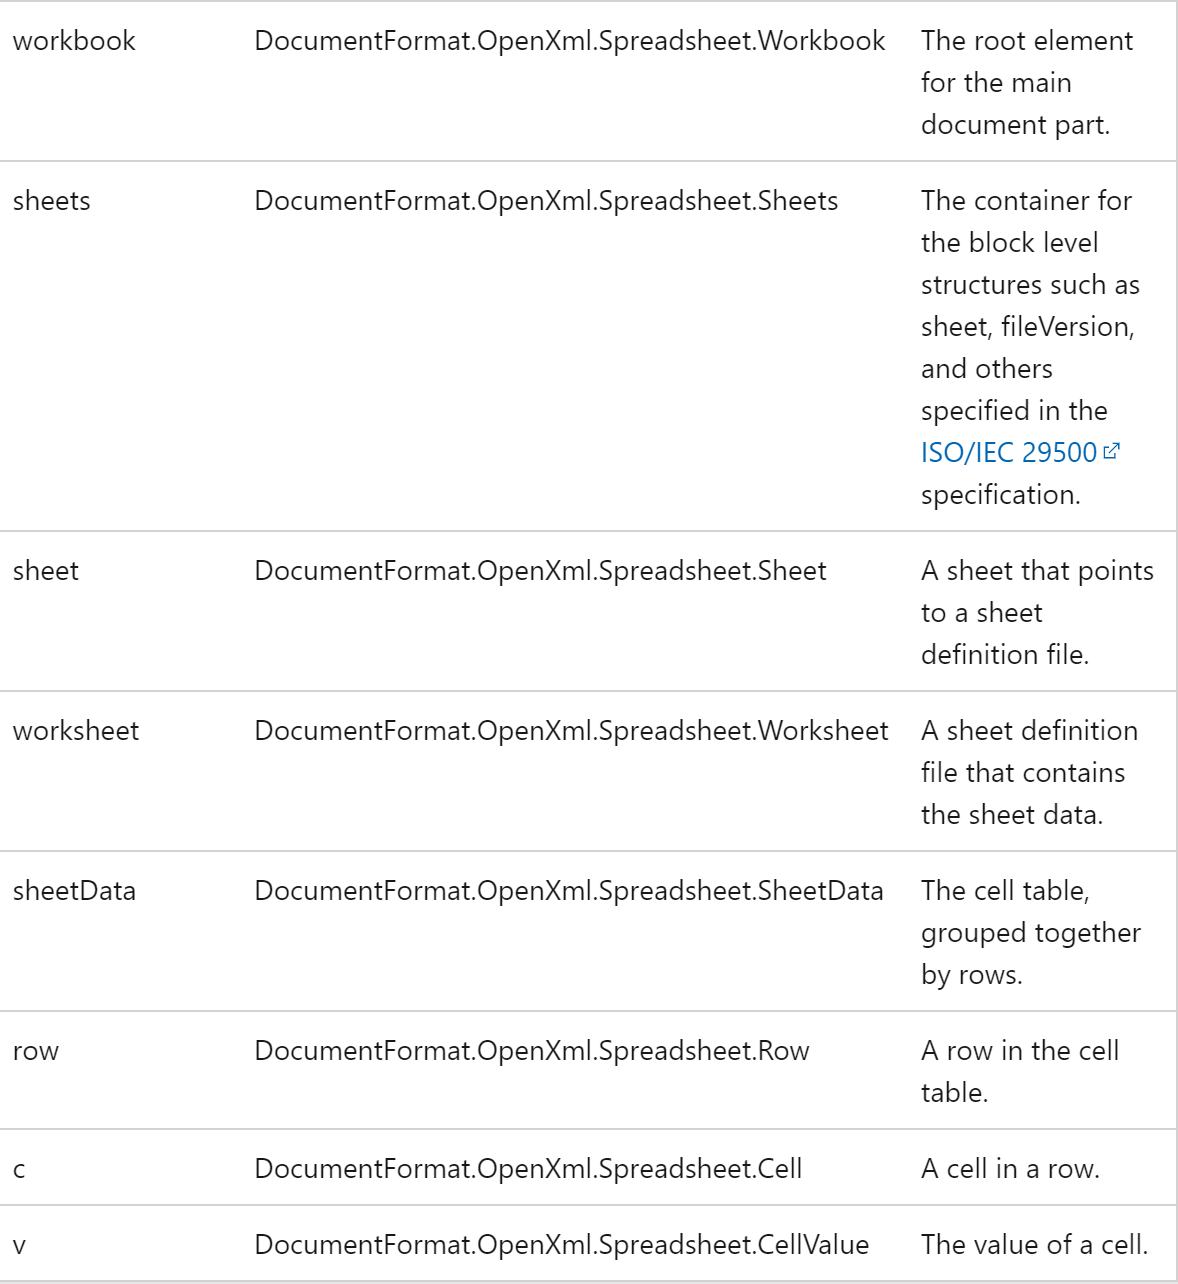 workbook DocumentFormat.OpenXml.Spreadsheet.Workbook The root element
for the main
document part.
sheets DocumentFormat.OpenXml.Spreadsheet.Sheets The container for
the block level
structures such as
sheet, fileVersion,
and others
specified in the
ISO/IEC 29500
specification.
sheet DocumentFormat.OpenXml.Spreadsheet.Sheet A sheet that points
to a sheet
definition file.
worksheet DocumentFormat.OpenXml.Spreadsheet.Worksheet A sheet definition
file that contains
the sheet data.
sheetData DocumentFormat.OpenXml.Spreadsheet.SheetData The cell table,
grouped together
by rows.
row DocumentFormat.OpenXml.Spreadsheet.Row A row in the cell
table.
c DocumentFormat.OpenXml.Spreadsheet.Cell A cell in a row.
v DocumentFormat.OpenXml.Spreadsheet.CellValue The value of a cell.